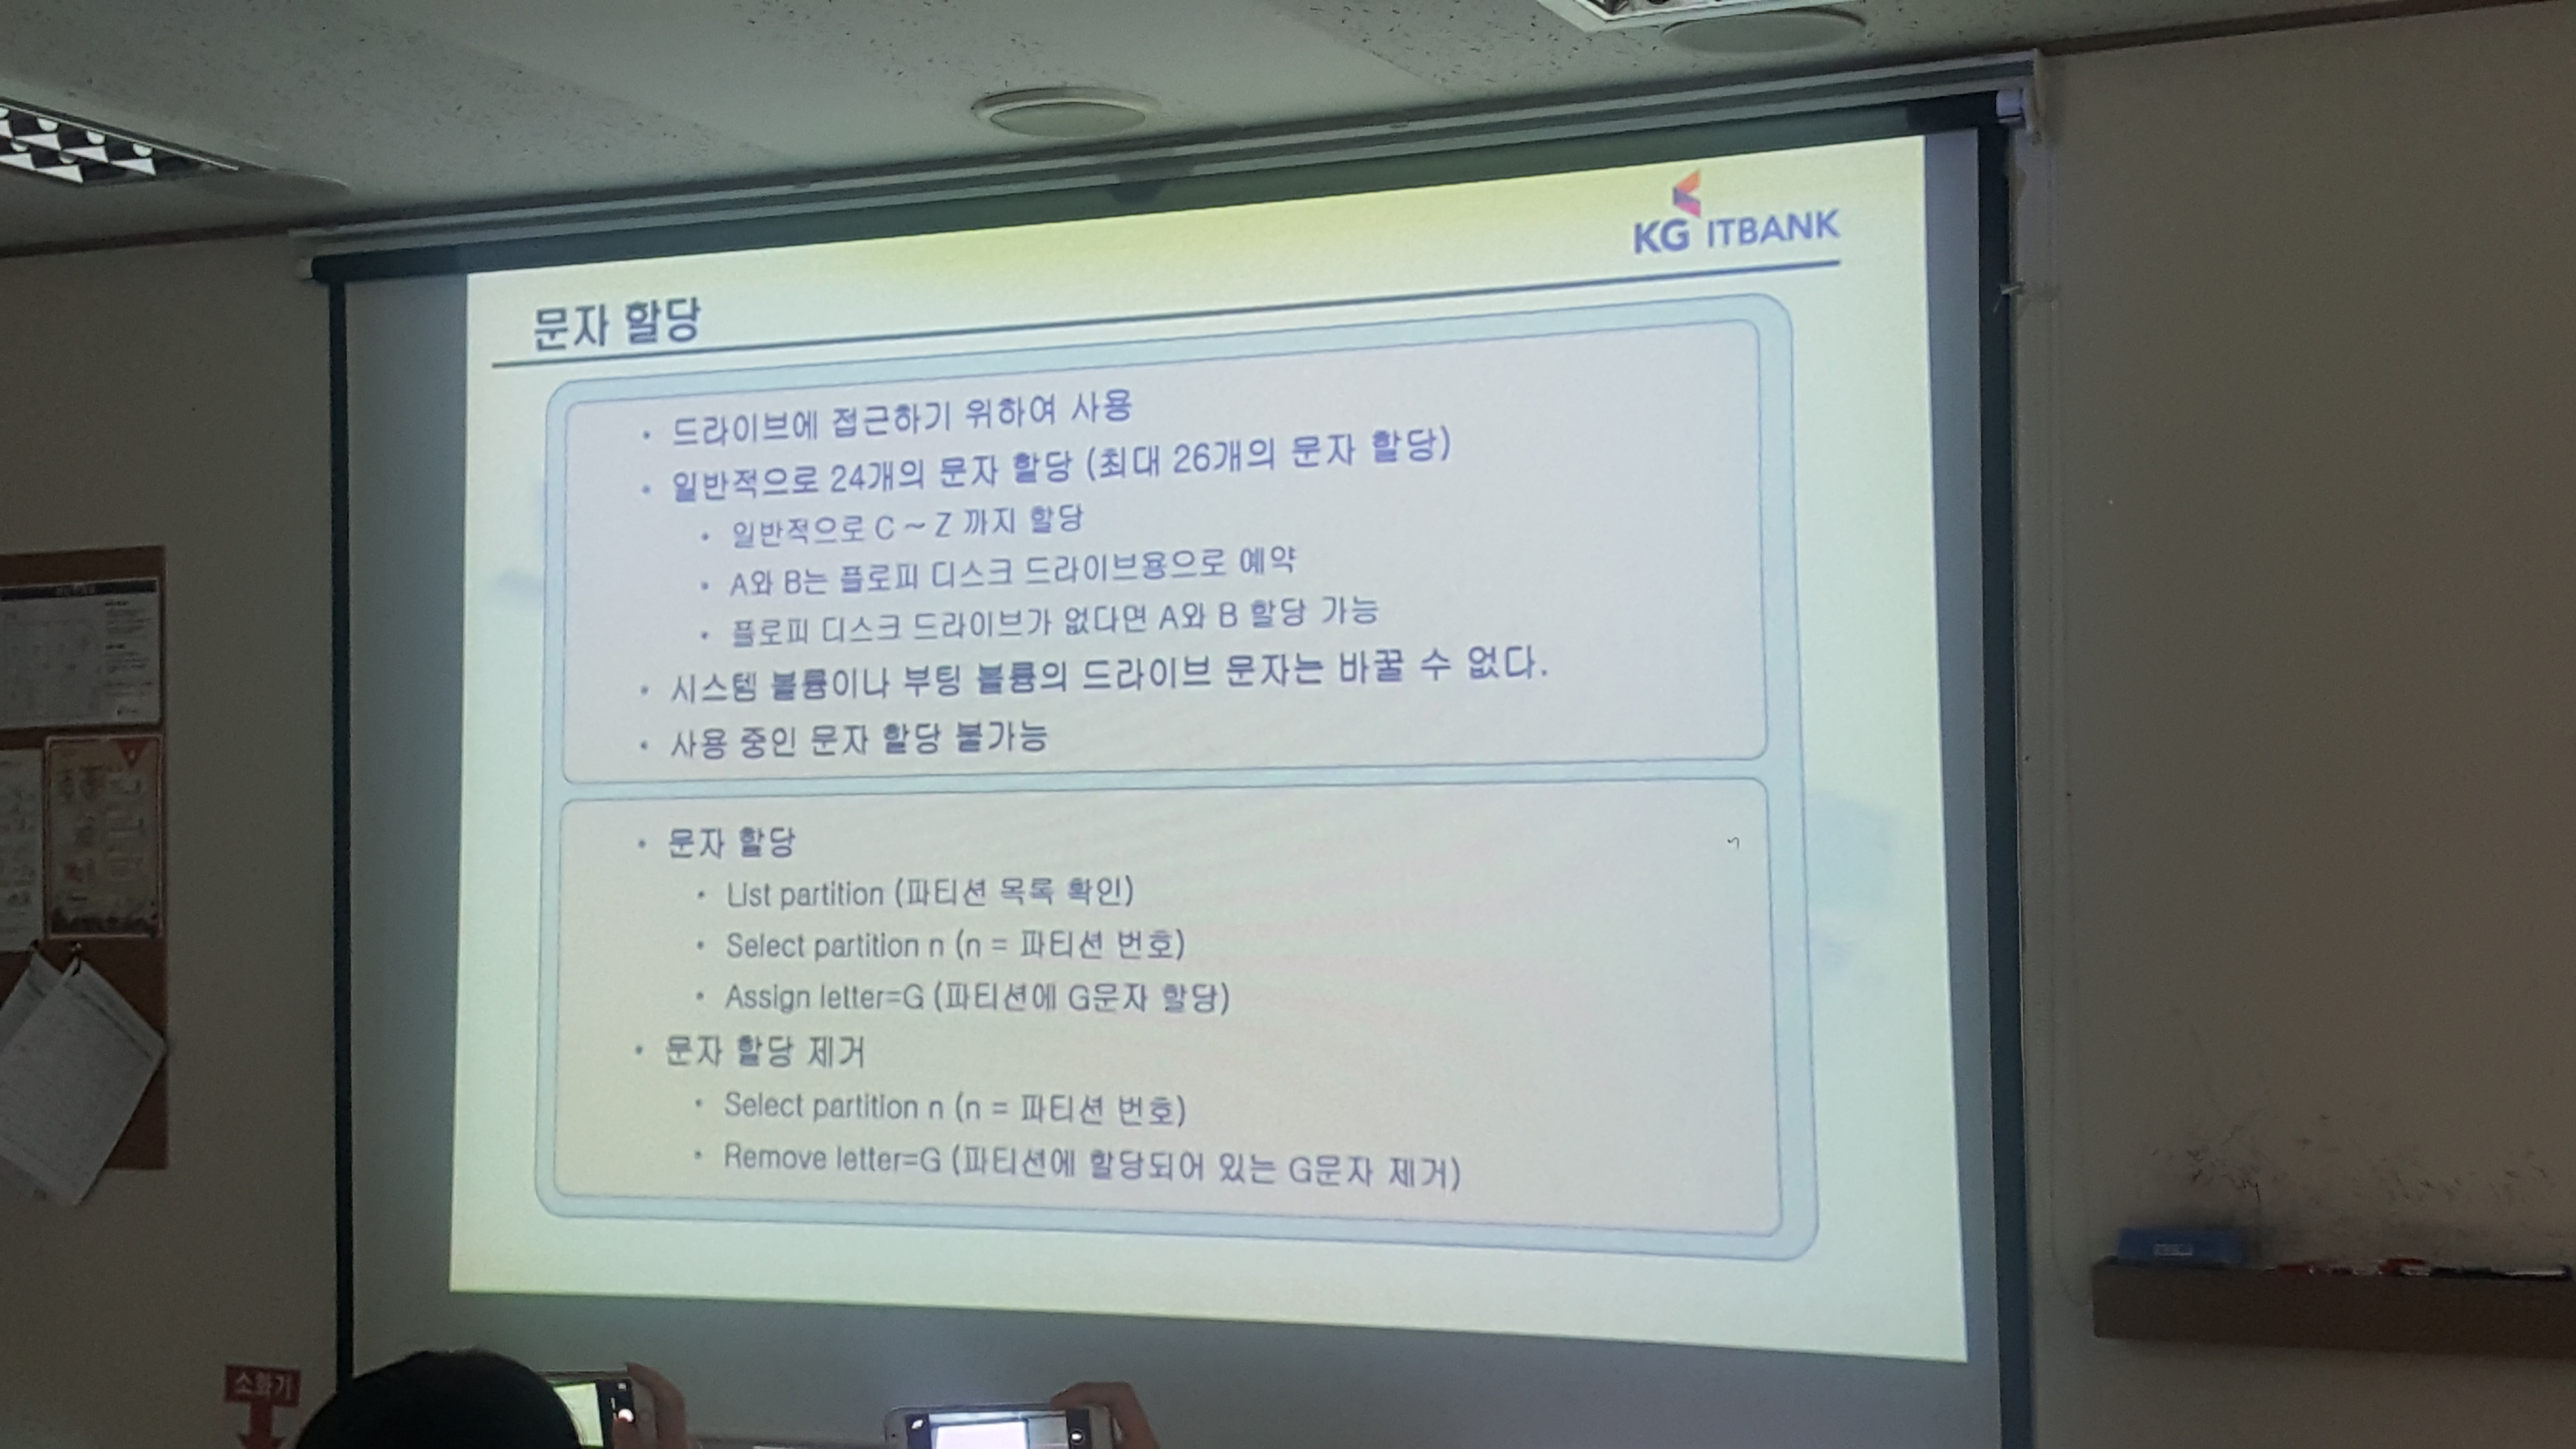 KG ITBANK
문자 할당
• 드라이브에 접근하기 위하여 사용
• 일반적으로 24개의 문자 할당 (최대 26개의 문자 할당)
• 일반적으로 C ~ Z 까지 할당
• A와 B는 플로피 디스크 드라이브용으로 예약
• 플로피 디스크 드라이브가 없다면 A와 B 할당 가능
• 시스템 볼륨이나 부팅 볼륨의 드라이브 문자는 바꿀 수 없다.
• 사용 중인 문자 할당 불가능
• 문자 할당
• List partition (파티션 목록 확인)
• Select partition n (n = 파티션 번호)
• Assign letter=G (파티션에 G문자 할당)
• 문자 할당 제거
• Select partition n (n = 파티션 번호)
• Remove letter=G (파티션에 할당되어 있는 G문자 제거)
소화기